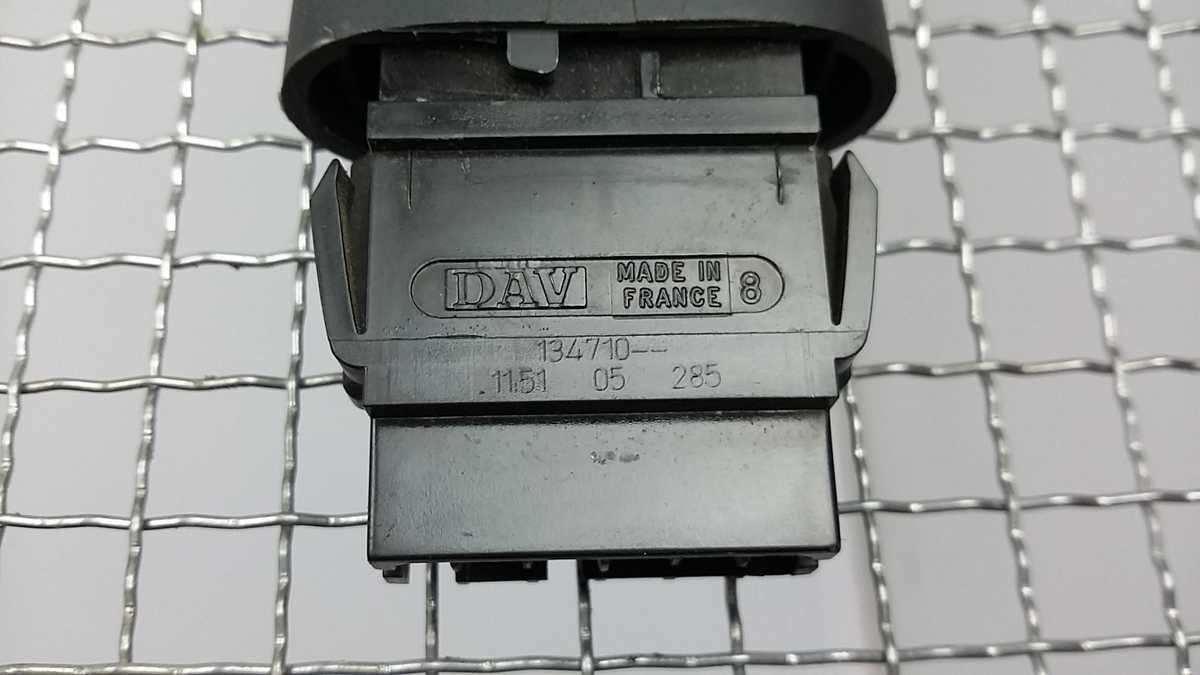 DAV MADE IN FRANCE 8
134710--
11.51 05 285